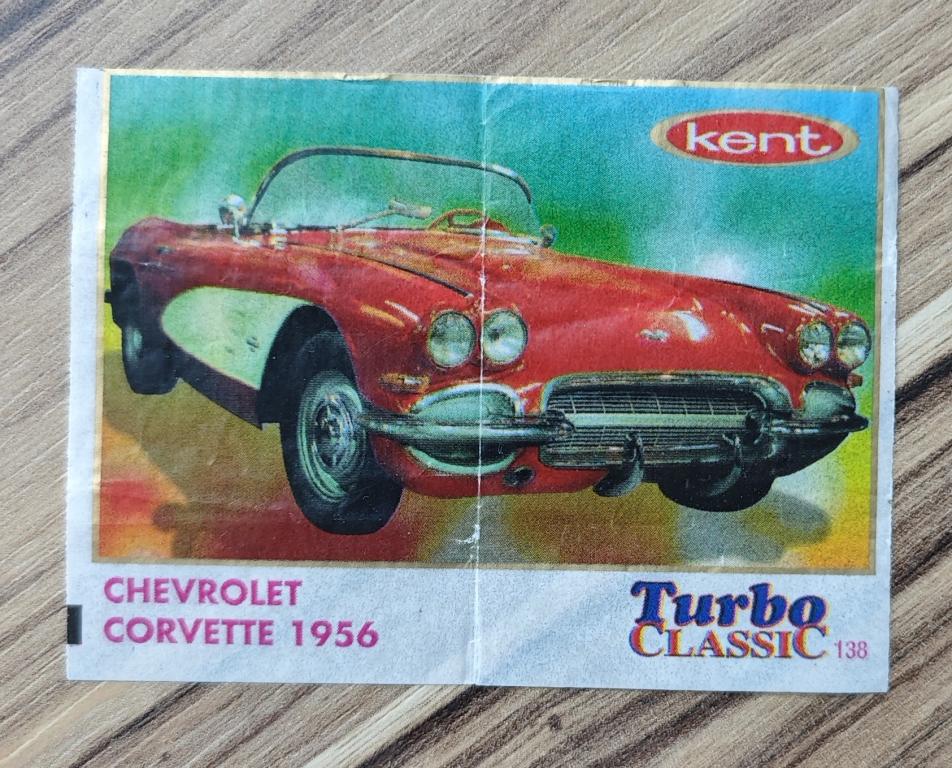 kent
CHEVROLET
CORVETTE 1956
Turbo
CLASSIC 138